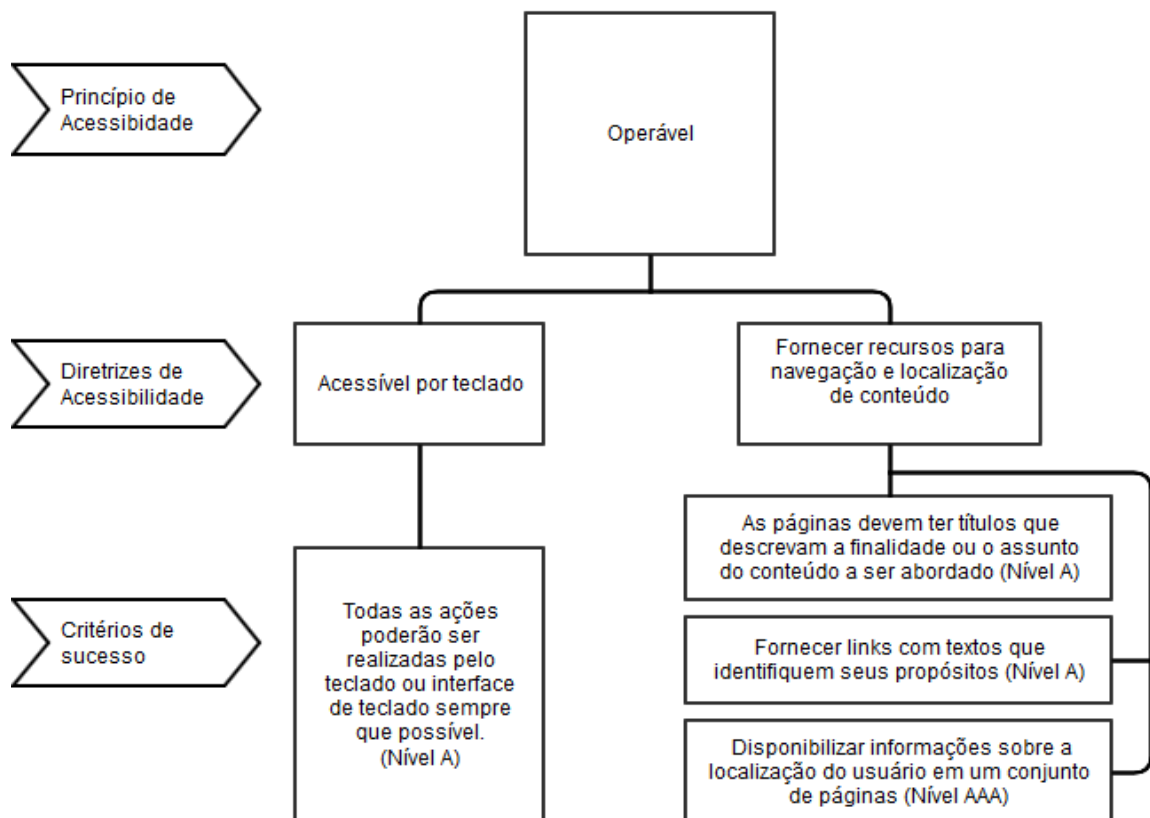 Princípio de
Acessibidade
Operável
Diretrizes de
Acessibilidade
Acessível por teclado
Fornecer recursos para
navegação e localização
de conteúdo
Critérios de
sucesso
Todas as ações
poderão ser
realizadas pelo
teclado ou interface
de teclado sempre
que possível.
(Nível A)
As páginas devem ter títulos que
descrevam a finalidade ou o assunto
do conteúdo a ser abordado (Nível A)
Fornecer links com textos que
identifiquem seus propósitos (Nível A)
Disponibilizar informações sobre a
localização do usuário em um conjunto
de páginas (Nível AAA)